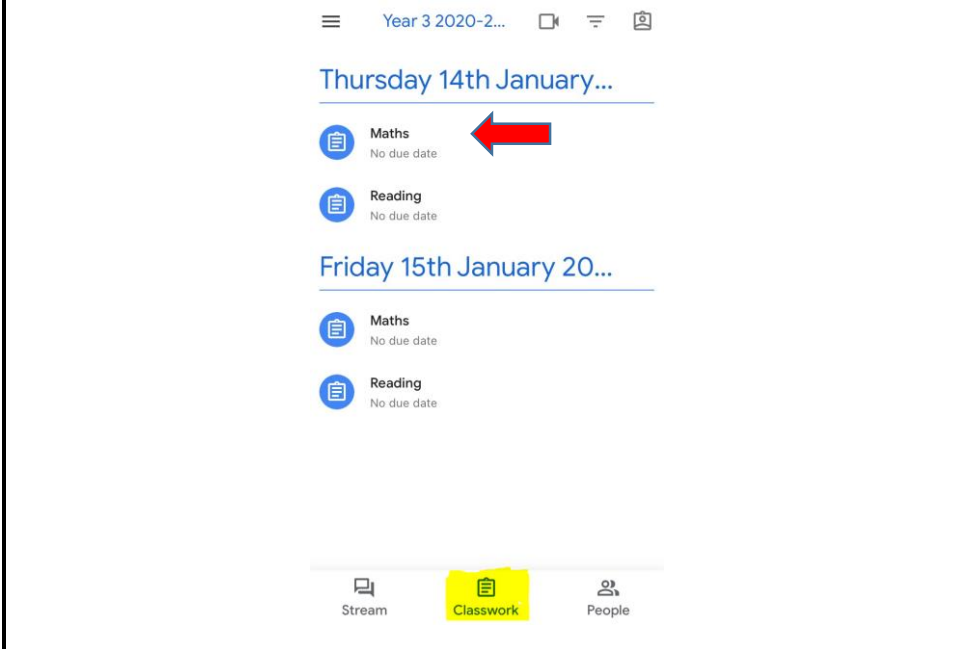 Year 3 2020-2...
Thursday 14th January...
Maths
No due date
Reading
No due date
Friday 15th January 20...
Maths
No due date
Reading
No due date
Stream
Classwork
People